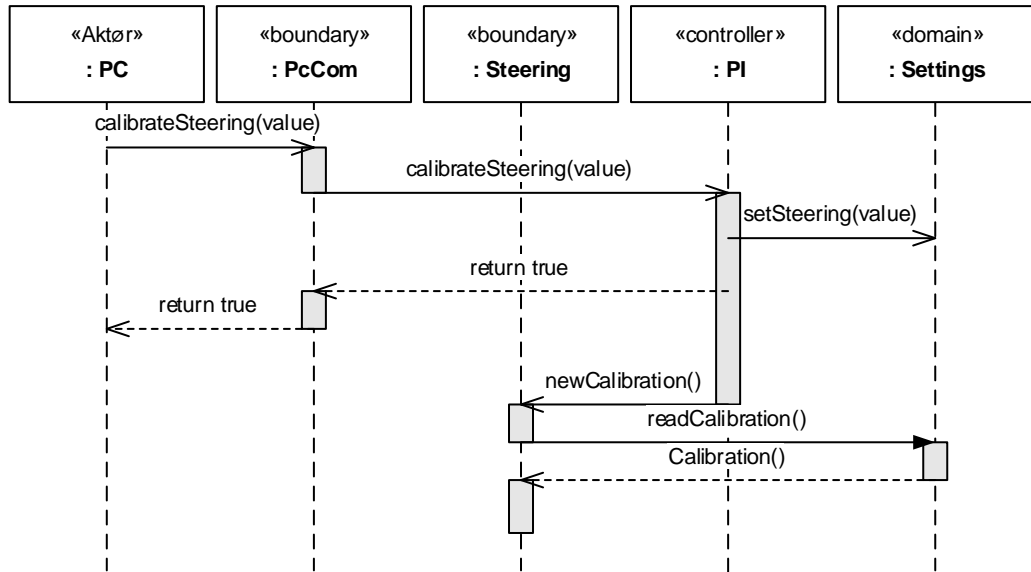 «Aktør»
: PC
«boundary»
: PcCom
«boundary»
: Steering
«controller»
: PI
«domain»
: Settings
calibrateSteering(value)
calibrateSteering(value)
setSteering(value)
return true
return true
newCalibration()
readCalibration()
Calibration()